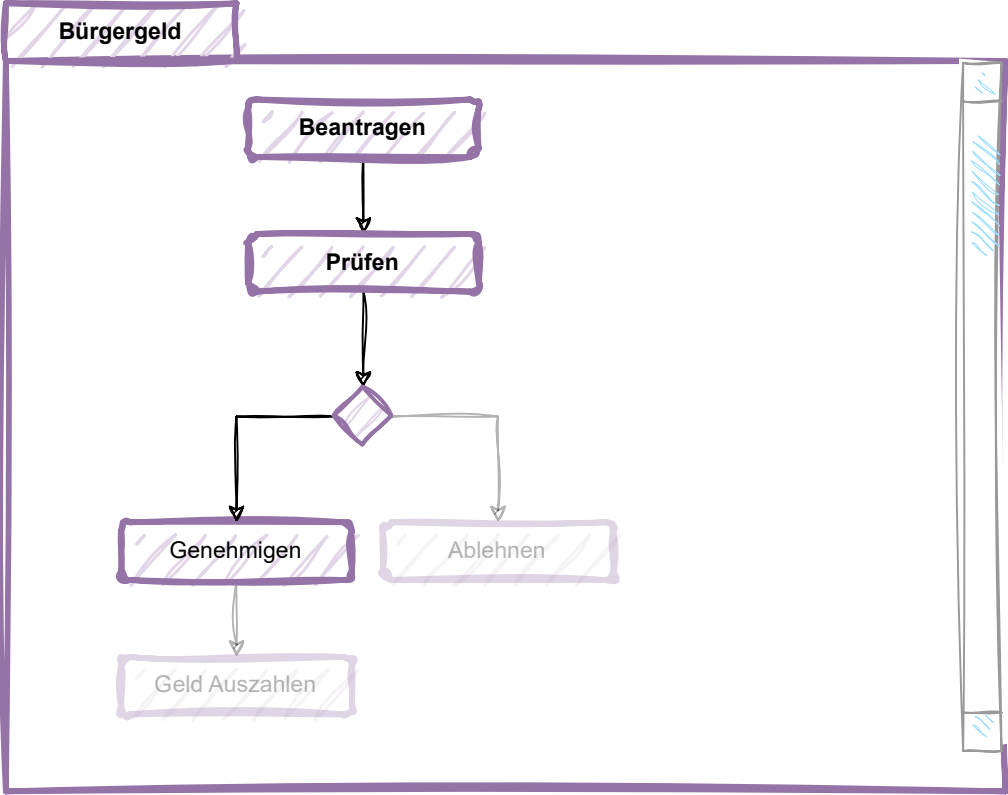 Bürgergeld
Beantragen
Prüfen
Genehmigen
Ablehnen
Geld Auszahlen